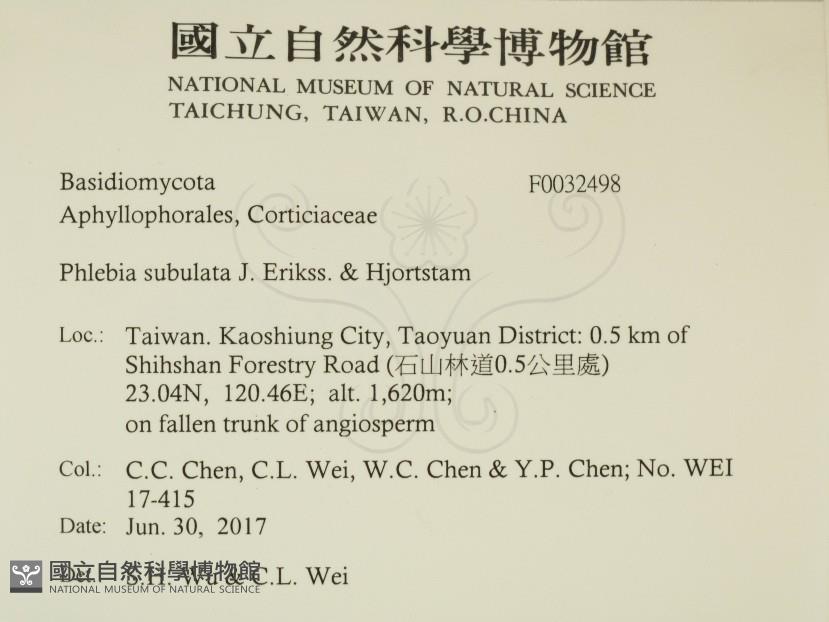 國立自然科學博物館
NATIONAL MUSEUM OF NATURAL SCIENCE
TAICHUNG, TAIWAN, R.O.CHINA
Basidiomycota F0032498
Aphyllophorales, Corticiaceae
Phlebia subulata J. Erikss. & Hjortstam
Loc.: Taiwan. Kaoshiung City, Taoyuan District: 0.5 km of
Shihshan Forestry Road (石山林道0.5公里處)
23.04N, 120.46E; alt. 1,620m;
on fallen trunk of angiosperm
Col.: C.C. Chen, C.L. Wei, W.C. Chen & Y.P. Chen; No. WEI
17-415
Date: Jun. 30, 2017
S.H. Wu & C.L. Wei
國立自然科學博物館
NATIONAL MUSEUM OF NATURAL SCIENCE